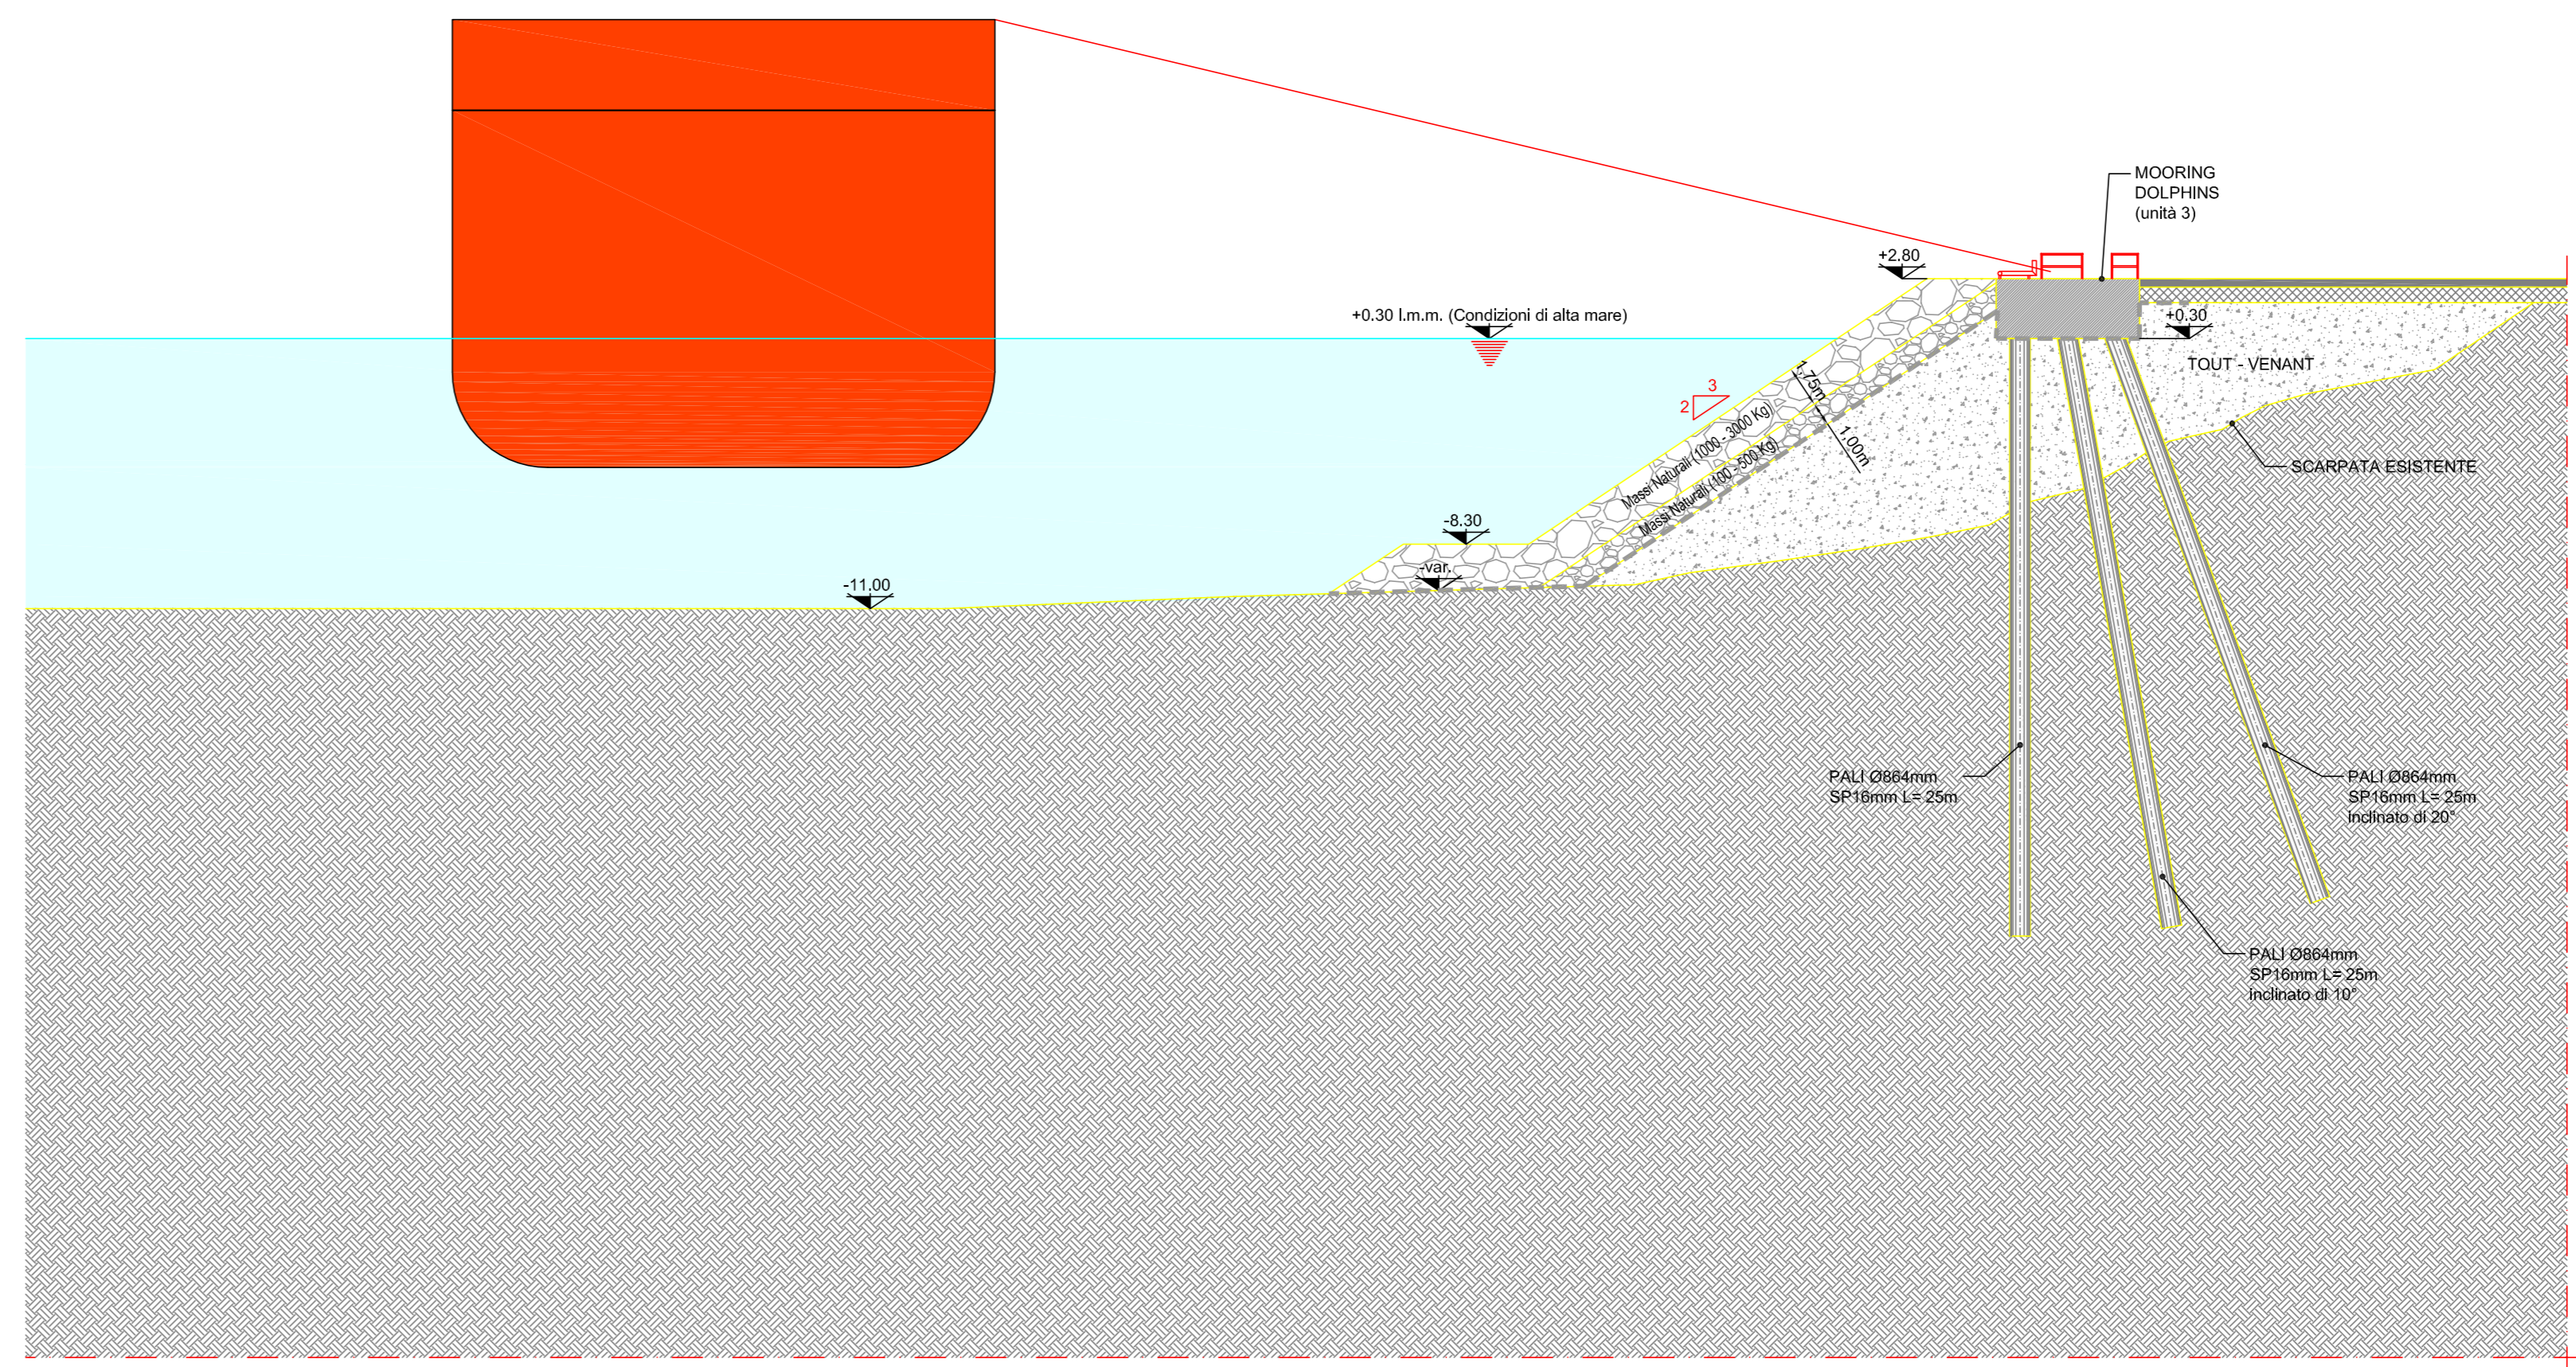 MOORING
DOLPHINS
(unità 3)
+2.80
+0.30 l.m.m. (Condizioni di alta mare)
+0.30
TOUT - VENANT
1,75m
3
2
Massi Naturali (1000 - 3000 Kg)
1,00m
Massi Naturali (100 - 500 Kg)
SCARPATA ESISTENTE
-8.30
-var.
-11.00
PALI Ø864mm
SP16mm L= 25m
PALI Ø864mm
SP16mm L= 25m
inclinato di 20°
PALI Ø864mm
SP16mm L= 25m
inclinato di 10°